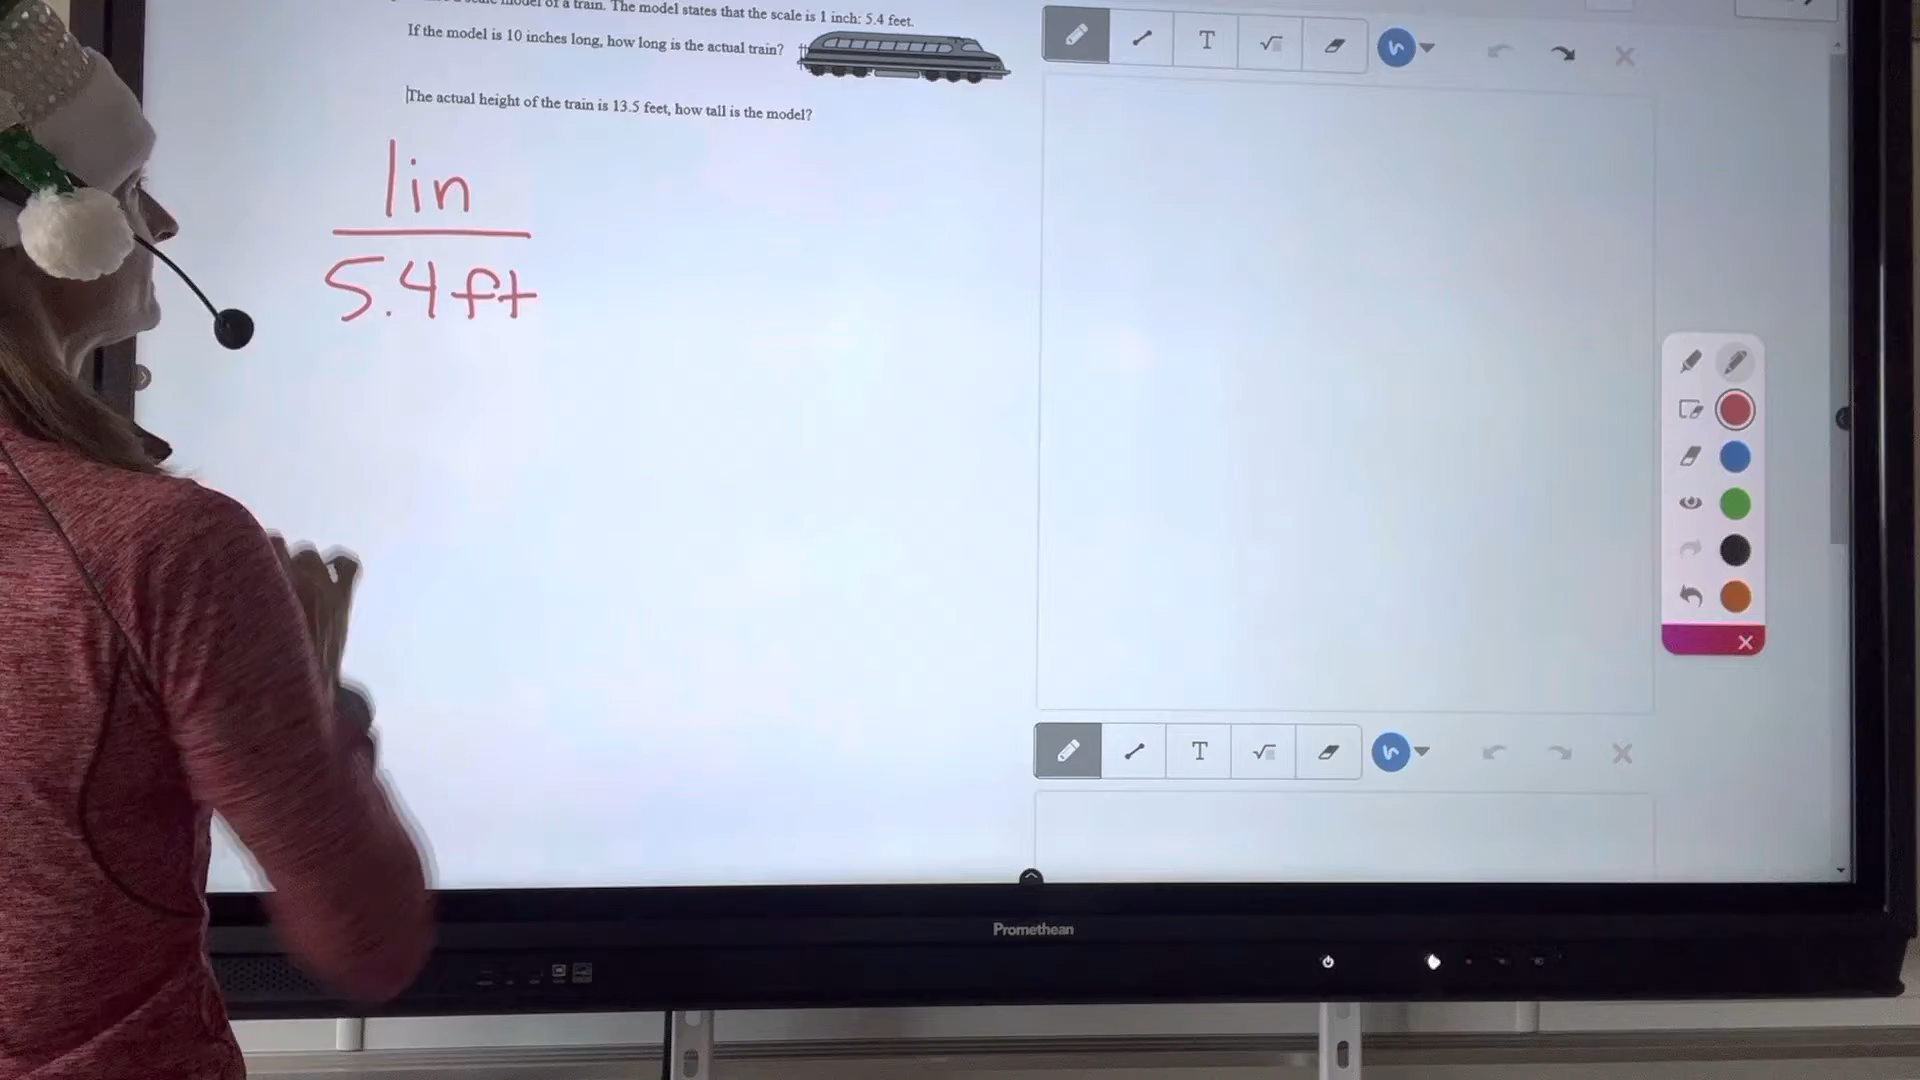 scale model of a train. The model states that the scale is 1 inch: 5.4 feet.
If the model is 10 inches long, how long is the actual train?
The actual height of the train is 13.5 feet, how tall is the model?
1in
5.4ft
T
T
Promethean